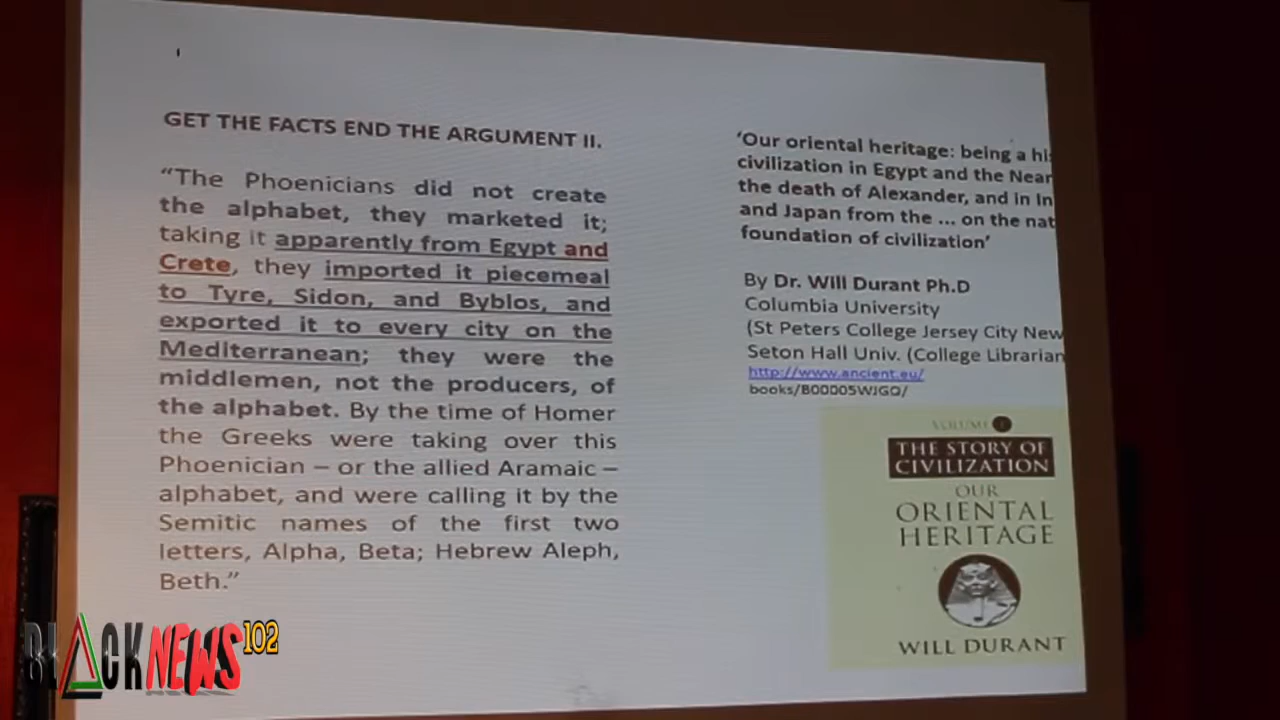 GET THE FACTS END THE ARGUMENT II.
“The Phoenicians did not create
the alphabet, they marketed it;
taking it apparently from Egypt and
Crete, they imported it piecemeal
to Tyre, Sidon, and Byblos, and
exported it to every city on the
Mediterranean; they were the
middlemen, not the producers, of
the alphabet. By the time of Homer
the Greeks were taking over this
Phoenician – or the allied Aramaic –
alphabet, and were calling it by the
Semitic names of the first two
letters, Alpha, Beta; Hebrew Aleph,
Beth.”
‘Our oriental heritage: being a hi
civilization in Egypt and the Near
the death of Alexander, and in In
and Japan from the ... on the nat
foundation of civilization’
By Dr. Will Durant Ph.D
Columbia University
(St Peters College Jersey City New
Seton Hall Univ. (College Librarian
http://www.ancient.eu/
books/B00005WJGQ/
VOLUME 1
THE STORY OF
CIVILIZATION
OUR
ORIENTAL
HERITAGE
WILL DURANT
BLACKNEWS102